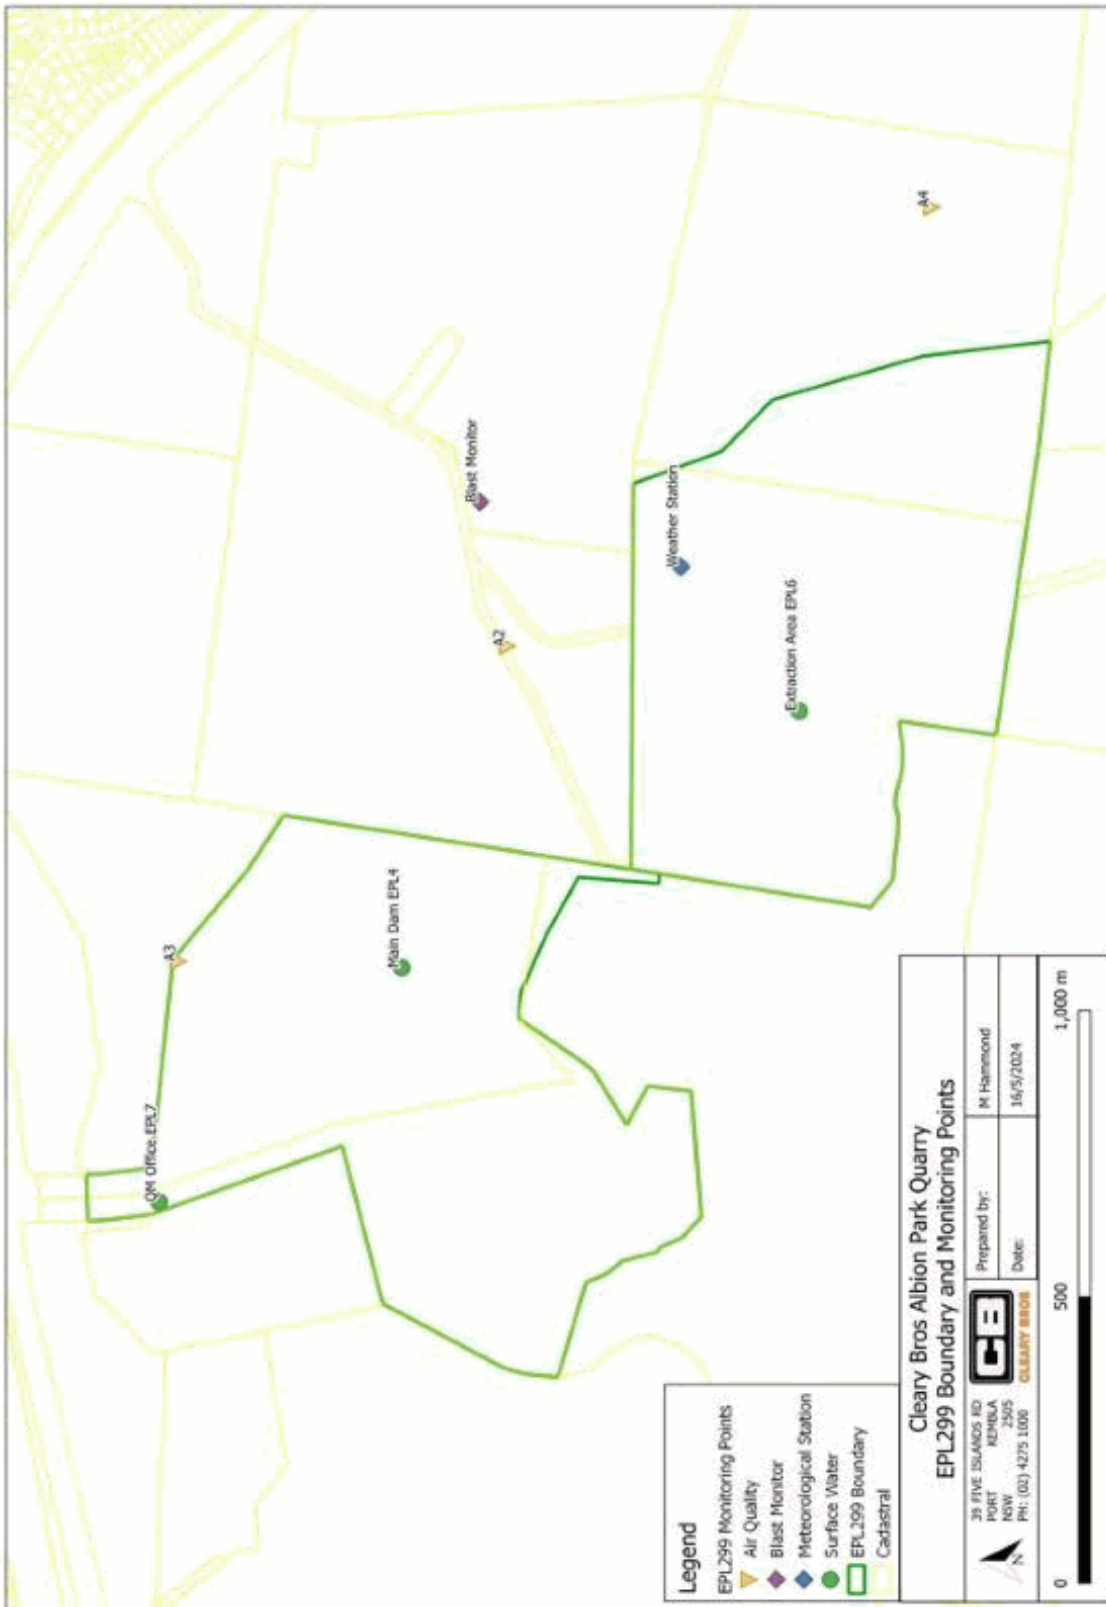 QM Office EPL7
A3
Main Dam EPL4
A2
Blast Monitor
Weather Station
Extraction Area EPL6
A4
Legend
EPL299 Monitoring Points
Air Quality
Blast Monitor
Meteorological Station
Surface Water
EPL299 Boundary
Cadastral
Cleary Bros Albion Park Quarry
EPL299 Boundary and Monitoring Points
N
39 FIVE ISLANDS RD
PORT KEMBLA
NSW 2505
PH: (02) 4275 1000
CB
CLEARY BROS
Prepared by:
M Hammond
Date:
16/5/2024
0
500
1,000 m